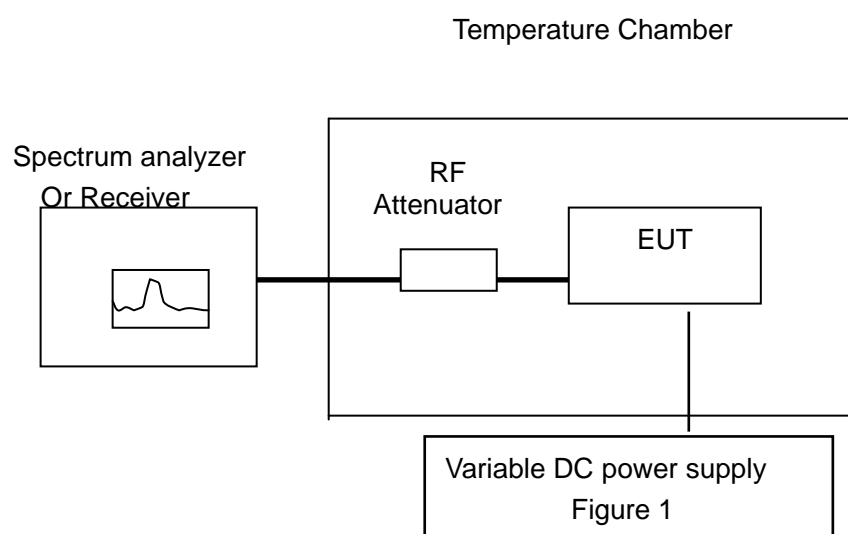 Temperature Chamber
Spectrum analyzer
Or Receiver
RF
Attenuator
EUT
Variable DC power supply
Figure 1